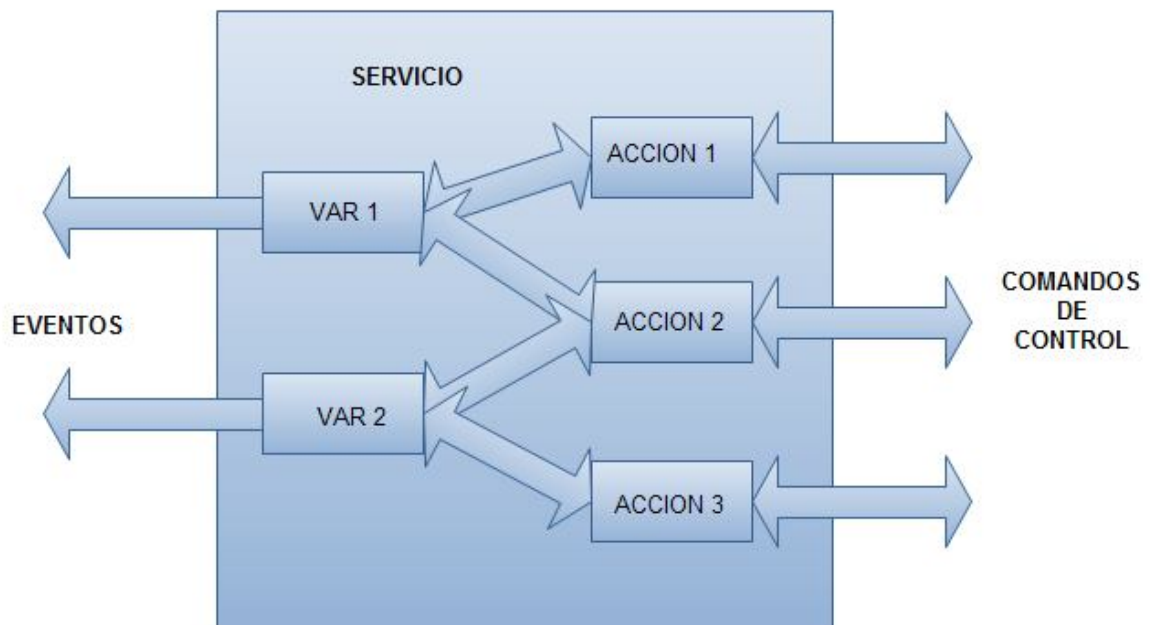 SERVICIO
ACCION 1
VAR 1
EVENTOS
ACCION 2
COMANDOS
DE
CONTROL
VAR 2
ACCION 3